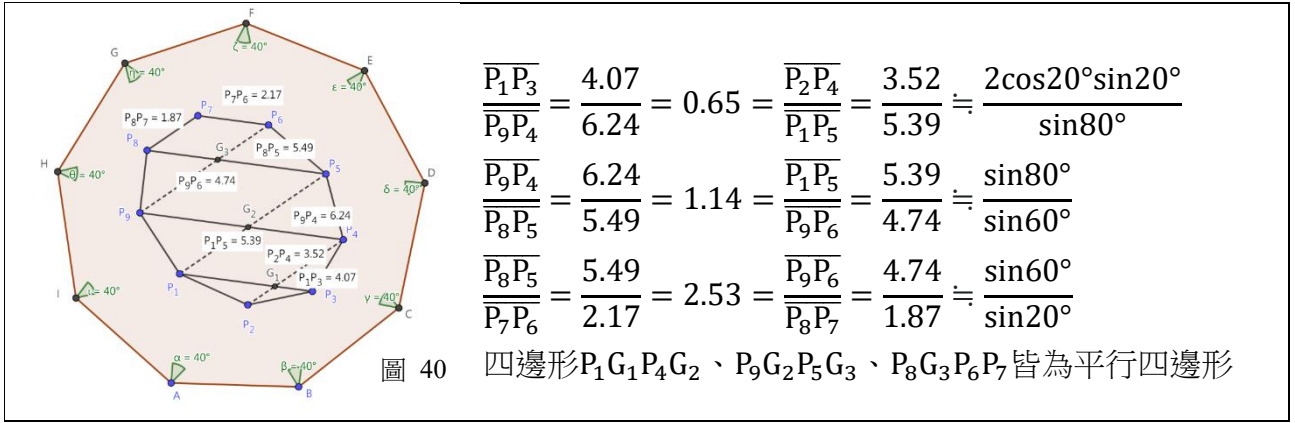 F
ζ = 40°
G
η = 40°
E
ε = 40°
P₇P₆ = 2.17
P₇
P₈P₇ = 1.87
P₆
P₈
G₃
P₈P₅ = 5.49
H
θ = 40°
P₉P₆ = 4.74
P₅
D
δ = 40°
P₉
G₂
P₉P₄ = 6.24
P₁P₅ = 5.39
P₄
P₂P₄ = 3.52
G₁
P₁P₃ = 4.07
P₁
P₃
I
ι = 40°
P₂
γ = 40°
C
α = 40°
β = 40°
A
B
圖 40
P₁P₃/P₉P₄ = 4.07/6.24 = 0.65 = P₂P₄/P₁P₅ = 3.52/5.39 ≒ 2cos20°sin20°/sin80°
P₉P₄/P₈P₅ = 6.24/5.49 = 1.14 = P₁P₅/P₉P₆ = 5.39/4.74 ≒ sin80°/sin60°
P₈P₅/P₇P₆ = 5.49/2.17 = 2.53 = P₉P₆/P₈P₇ = 4.74/1.87 ≒ sin60°/sin20°
四邊形P₁G₁P₄G₂、P₉G₂P₅G₃、P₈G₃P₆P₇皆為平行四邊形